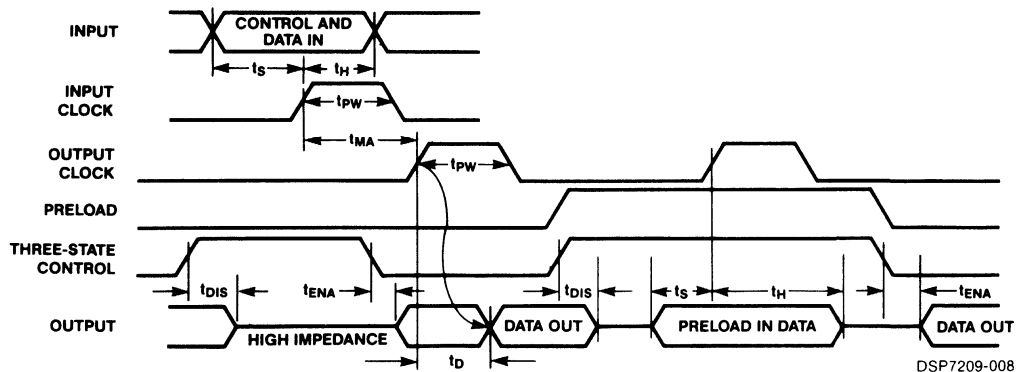 INPUT
CONTROL AND
DATA IN
tS
tH
INPUT
CLOCK
tPW
tMA
OUTPUT
CLOCK
tPW
PRELOAD
THREE-STATE
CONTROL
tDIS
tENA
tDIS
tS
tH
tENA
OUTPUT
HIGH IMPEDANCE
DATA OUT
PRELOAD IN DATA
DATA OUT
tD
DSP7209-008